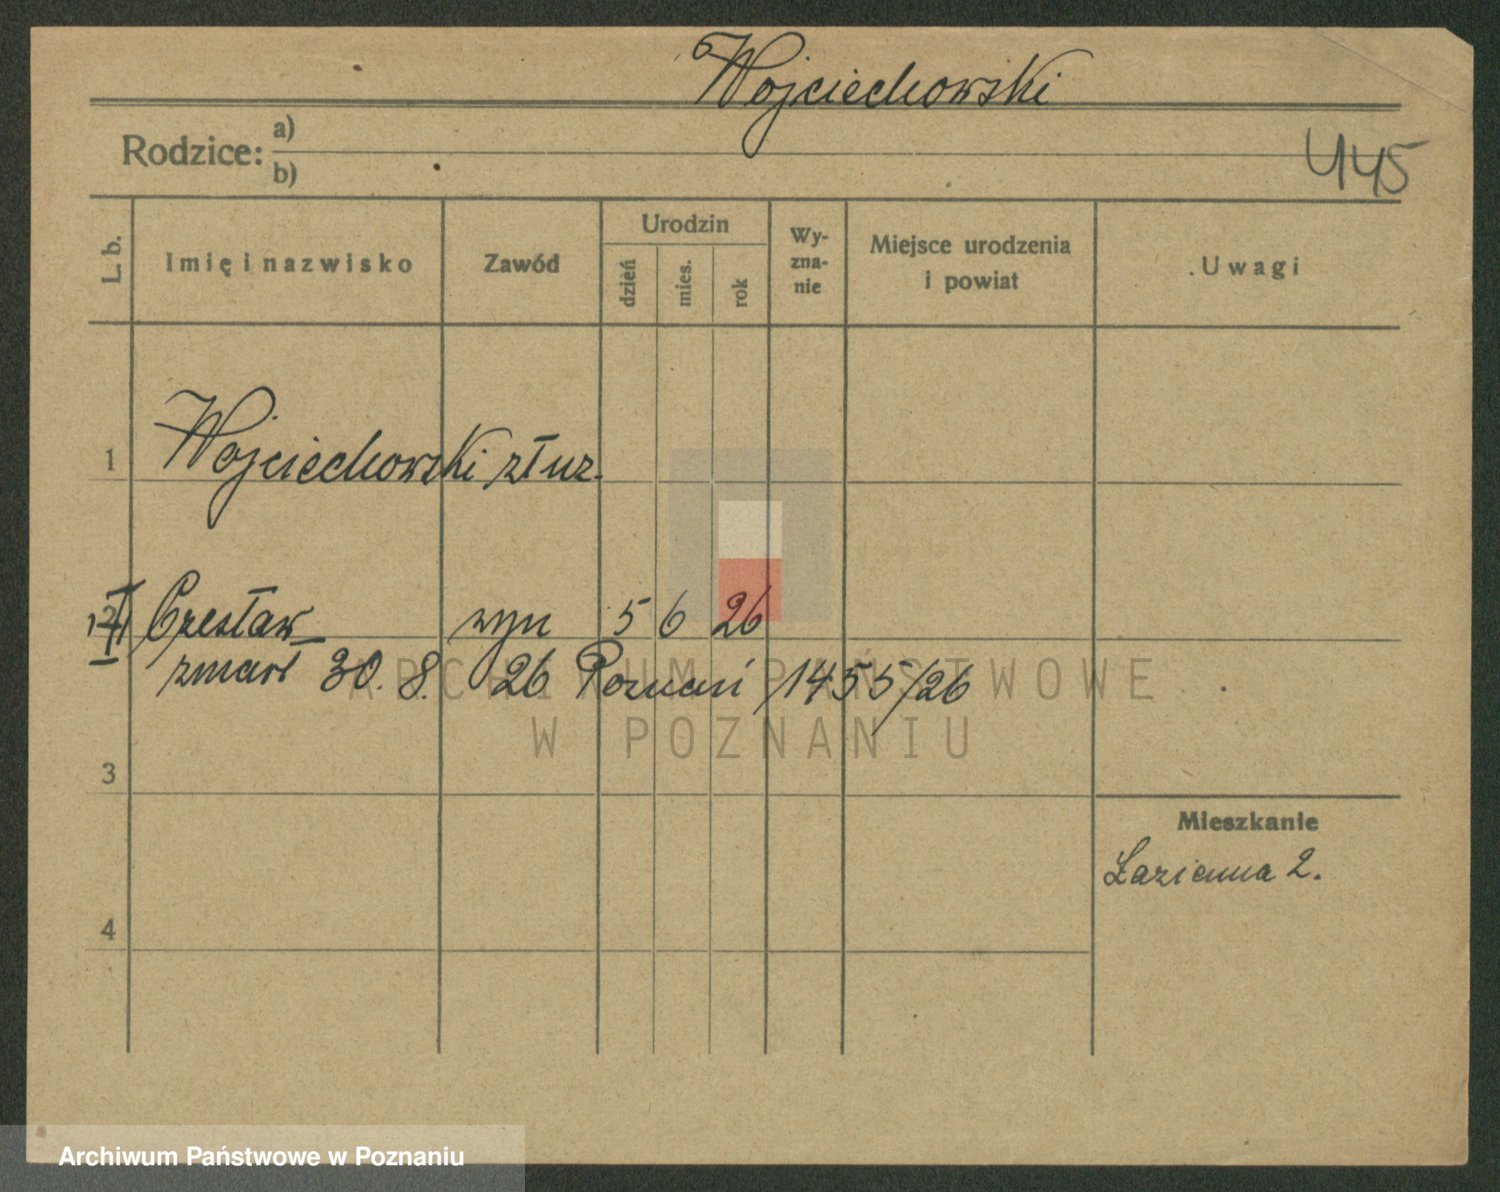 Wojciechowski
Rodzice: a)
b)
445
L. b.
Imię i nazwisko
Zawód
Urodzin
dzień
mies.
rok
Wy-
zna-
nie
Miejsce urodzenia
i powiat
Uwagi
1 Wojciechowski złuz.
2 Czesław syn 5 6 26
zmarł 30. 8. 26 Poznań 1455/26
ARCHIWUM PAŃSTWOWE
W POZNANIU
3
Mieszkanie
Łazienna 2.
4
Archiwum Państwowe w Poznaniu